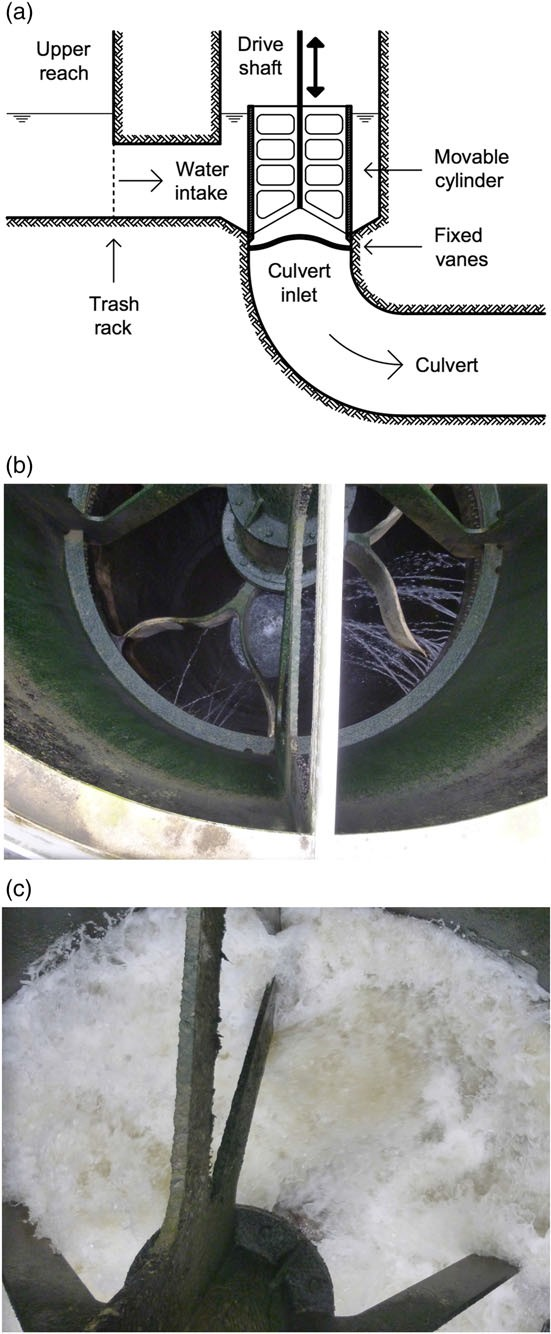 (a)
Upper
reach
Drive
shaft
Water
intake
Movable
cylinder
Fixed
vanes
Culvert
inlet
Trash
rack
Culvert
(b)
(c)